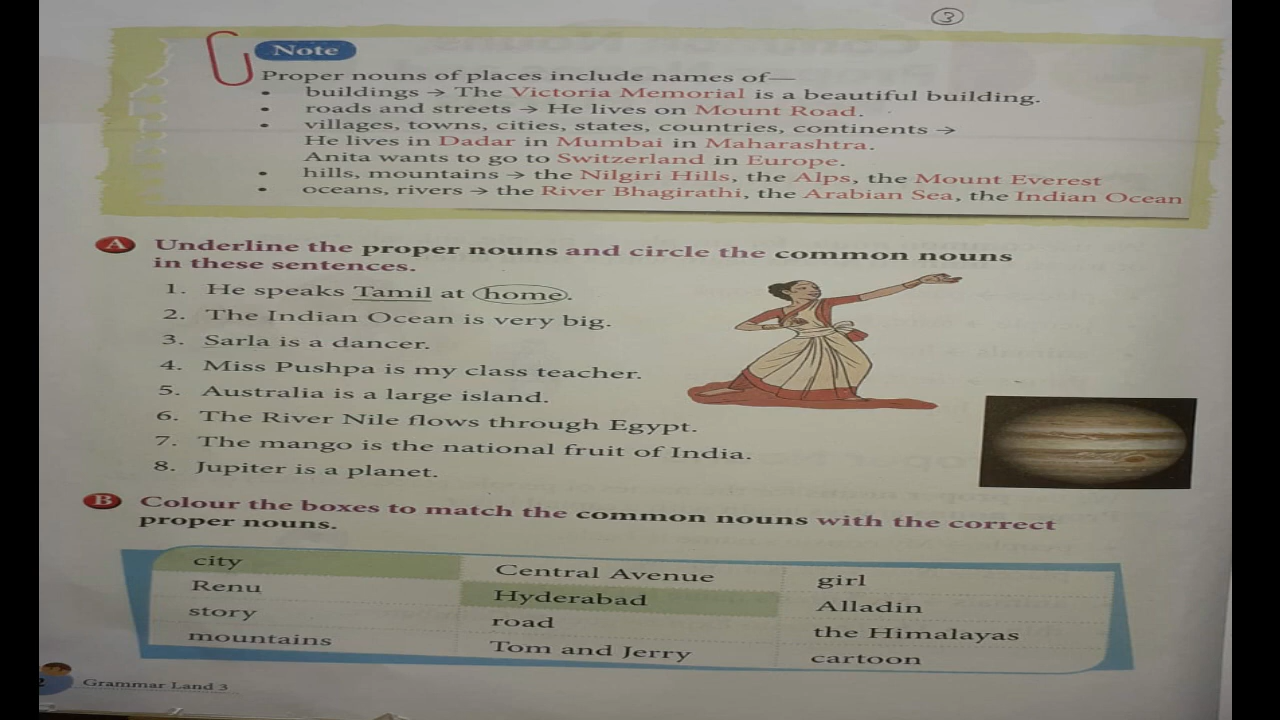 3
Note
Proper nouns of places include names of—
• buildings → The Victoria Memorial is a beautiful building.
• roads and streets → He lives on Mount Road.
• villages, towns, cities, states, countries, continents →
He lives in Dadar in Mumbai in Maharashtra.
Anita wants to go to Switzerland in Europe.
• hills, mountains → the Nilgiri Hills, the Alps, the Mount Everest
• oceans, rivers → the River Bhagirathi, the Arabian Sea, the Indian Ocean
A Underline the proper nouns and circle the common nouns
in these sentences.
1. He speaks Tamil at home.
2. The Indian Ocean is very big.
3. Sarla is a dancer.
4. Miss Pushpa is my class teacher.
5. Australia is a large island.
6. The River Nile flows through Egypt.
7. The mango is the national fruit of India.
8. Jupiter is a planet.
B Colour the boxes to match the common nouns with the correct
proper nouns.
city Central Avenue girl
Renu Hyderabad Alladin
story road the Himalayas
mountains Tom and Jerry cartoon
2 Grammar Land 3